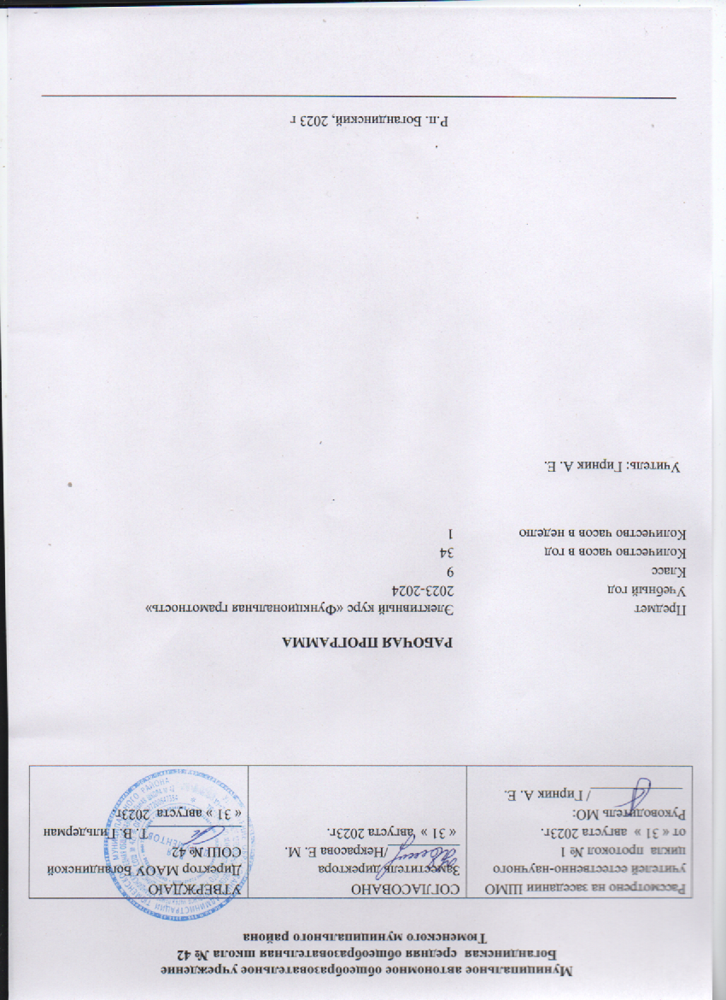 Муниципальное автономное общеобразовательное учреждение
Богандинская средняя общеобразовательная школа № 42
Тюменского муниципального района
Рассмотрено на заседании ШМО
учителей естественно-научного
цикла протокол № 1
от « 31 » августа 2023г.
Руководитель МО:
/ Гирник А. Е.
СОГЛАСОВАНО
Заместитель директора
/Некрасова Е. М.
« 31 » августа 2023г.
УТВЕРЖДАЮ
Директор МАОУ Богандинской
СОШ № 42
Т. В. Гильдерман
« 31 » августа 2023г.
РАБОЧАЯ ПРОГРАММА
Предмет Элективный курс «Функциональная грамотность»
Учебный год 2023-2024
Класс 9
Количество часов в год 34
Количество часов в неделю 1
Учитель: Гирник А. Е.
Р.п. Богандинский, 2023 г